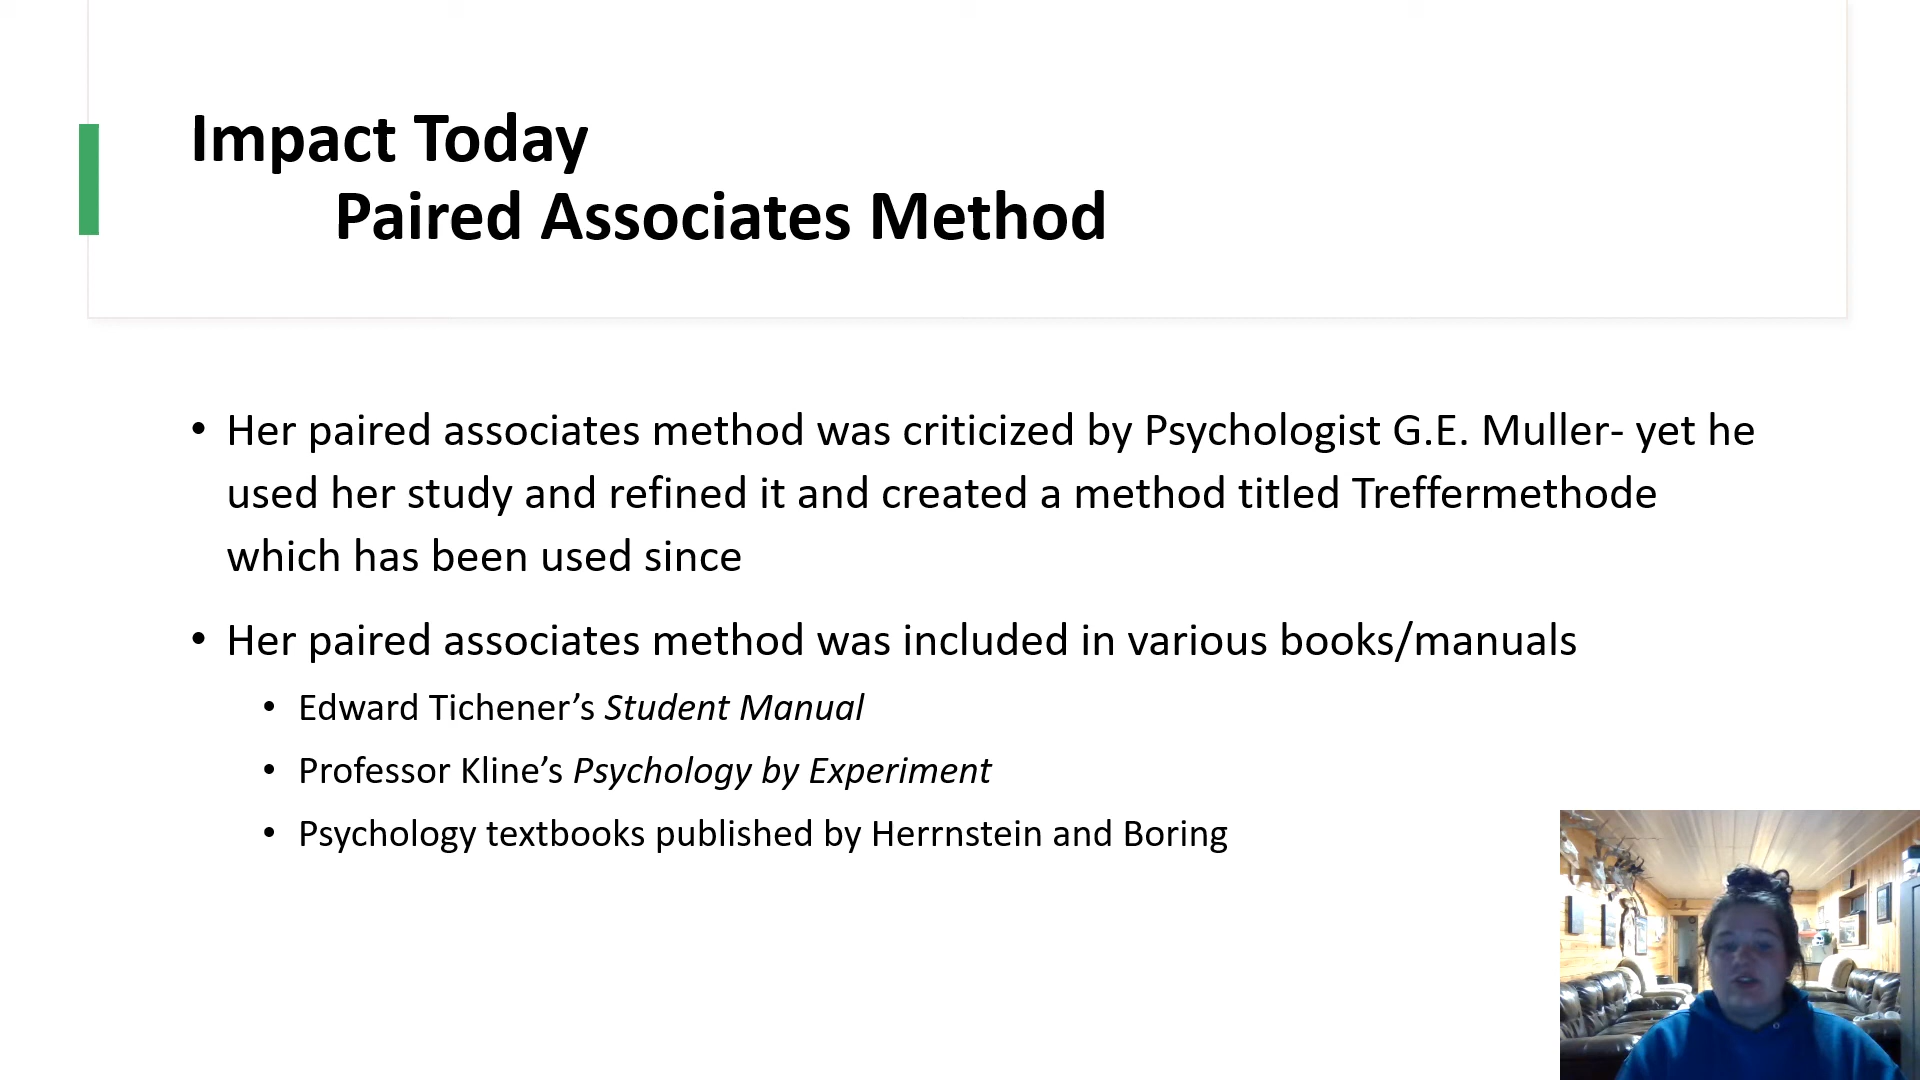 Impact Today
Paired Associates Method
• Her paired associates method was criticized by Psychologist G.E. Muller- yet he
used her study and refined it and created a method titled Treffermethode
which has been used since
• Her paired associates method was included in various books/manuals
• Edward Tichener’s Student Manual
• Professor Kline’s Psychology by Experiment
• Psychology textbooks published by Herrnstein and Boring